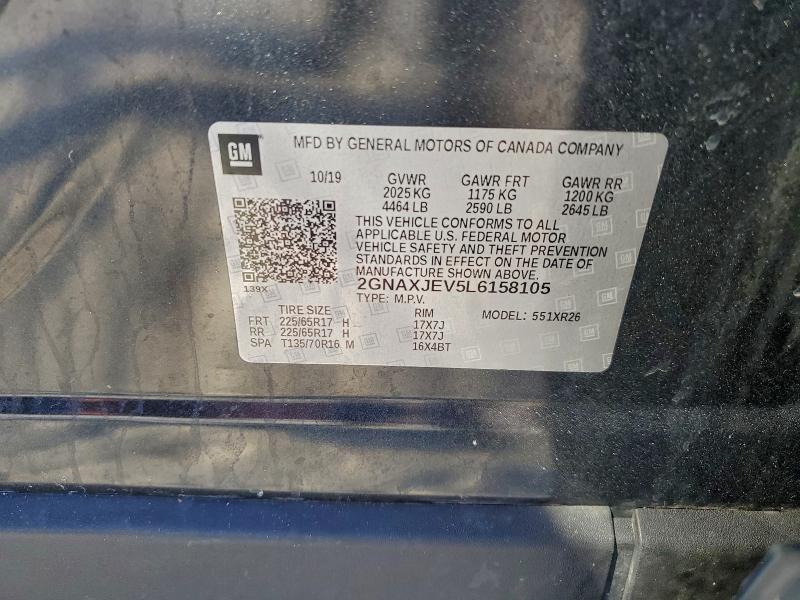 GM
MFD BY GENERAL MOTORS OF CANADA COMPANY
10/19 GVWR GAWR FRT GAWR RR
2025 KG 1175 KG 1200 KG
4464 LB 2590 LB 2645 LB
THIS VEHICLE CONFORMS TO ALL
APPLICABLE U.S. FEDERAL MOTOR
VEHICLE SAFETY AND THEFT PREVENTION
STANDARDS IN EFFECT ON THE DATE OF
MANUFACTURE SHOWN ABOVE.
139X
2GNAXJEV5L6158105
TYPE: M.P.V.
TIRE SIZE RIM MODEL: 551XR26
FRT 225/65R17 H 17X7J
RR 225/65R17 H 17X7J
SPA T135/70R16 M 16X4BT